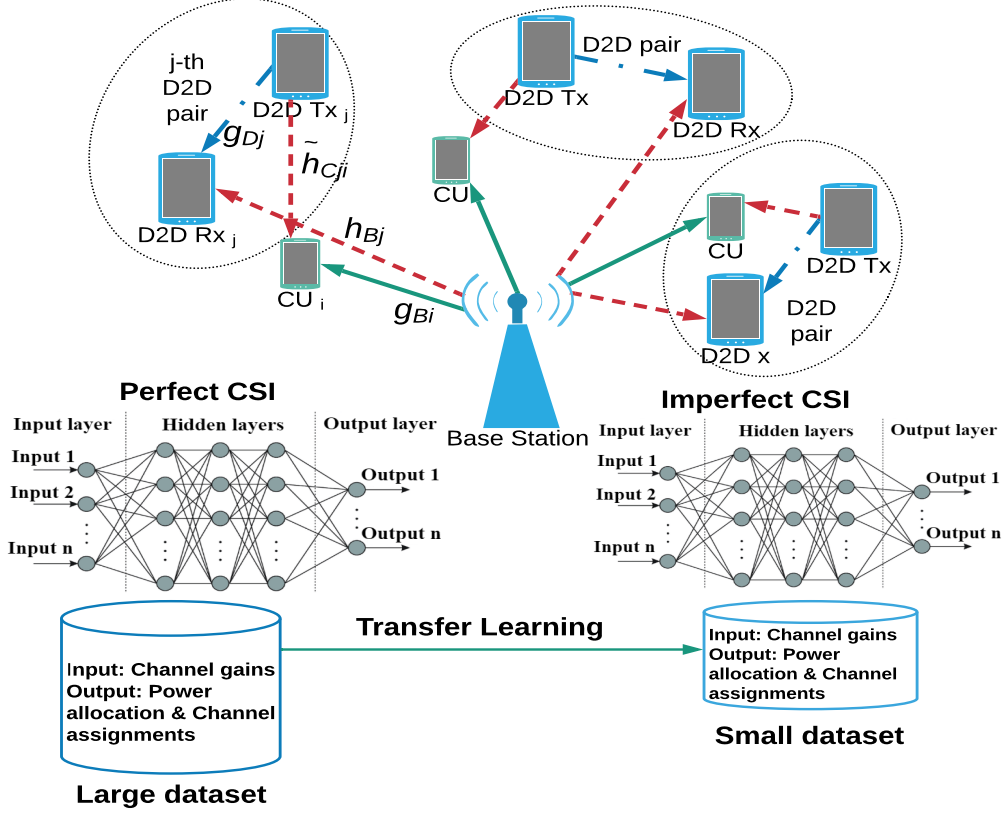 j-th
D2D
pair
D2D Tx j
gDj
h̃Cji
D2D Rx j
hBj
CU i
gBi
D2D pair
D2D Tx
D2D Rx
CU
CU
D2D Tx
D2D
pair
D2D x
Base Station
Perfect CSI
Input layer
Hidden layers
Output layer
Input 1
Input 2
Input n
Output 1
Output n
Imperfect CSI
Input layer
Hidden layers
Output layer
Input 1
Input 2
Input n
Output 1
Output n
Transfer Learning
Input: Channel gains
Output: Power
allocation & Channel
assignments
Large dataset
Input: Channel gains
Output: Power
allocation & Channel
assignments
Small dataset